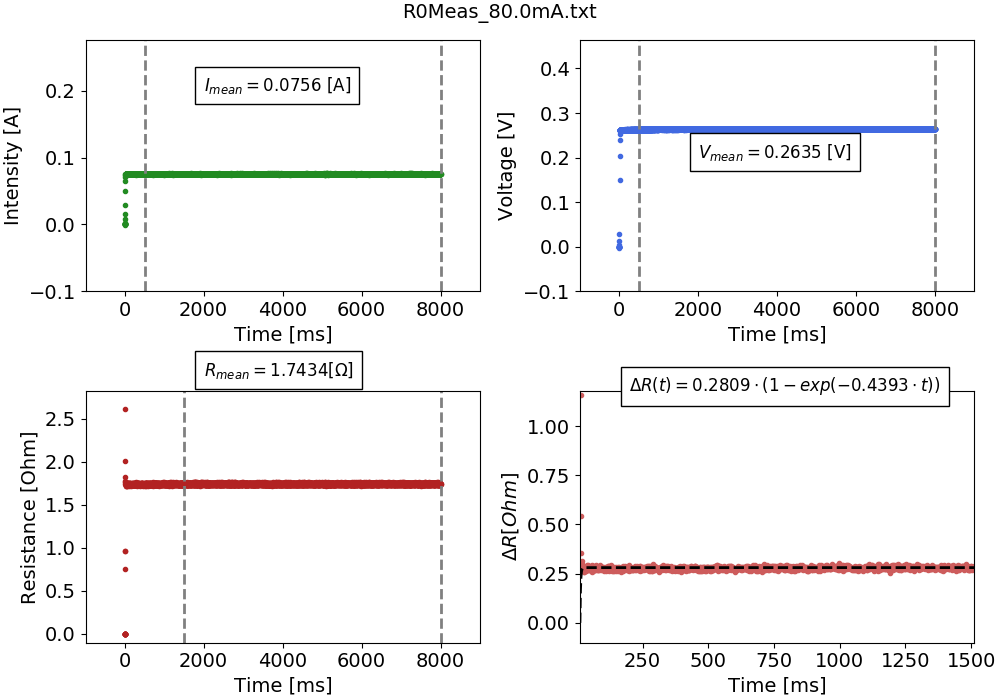 R0Meas_80.0mA.txt
Intensity [A]
0.2
0.1
0.0
−0.1
I_mean = 0.0756 [A]
0 2000 4000 6000 8000
Time [ms]
Voltage [V]
0.4
0.3
0.2
0.1
0.0
−0.1
V_mean = 0.2635 [V]
0 2000 4000 6000 8000
Time [ms]
R_mean = 1.7434[Ω]
Resistance [Ohm]
2.5
2.0
1.5
1.0
0.5
0.0
0 2000 4000 6000 8000
Time [ms]
ΔR(t) = 0.2809 · (1 − exp(−0.4393 · t))
ΔR[Ohm]
1.00
0.75
0.50
0.25
0.00
250 500 750 1000 1250 1500
Time [ms]